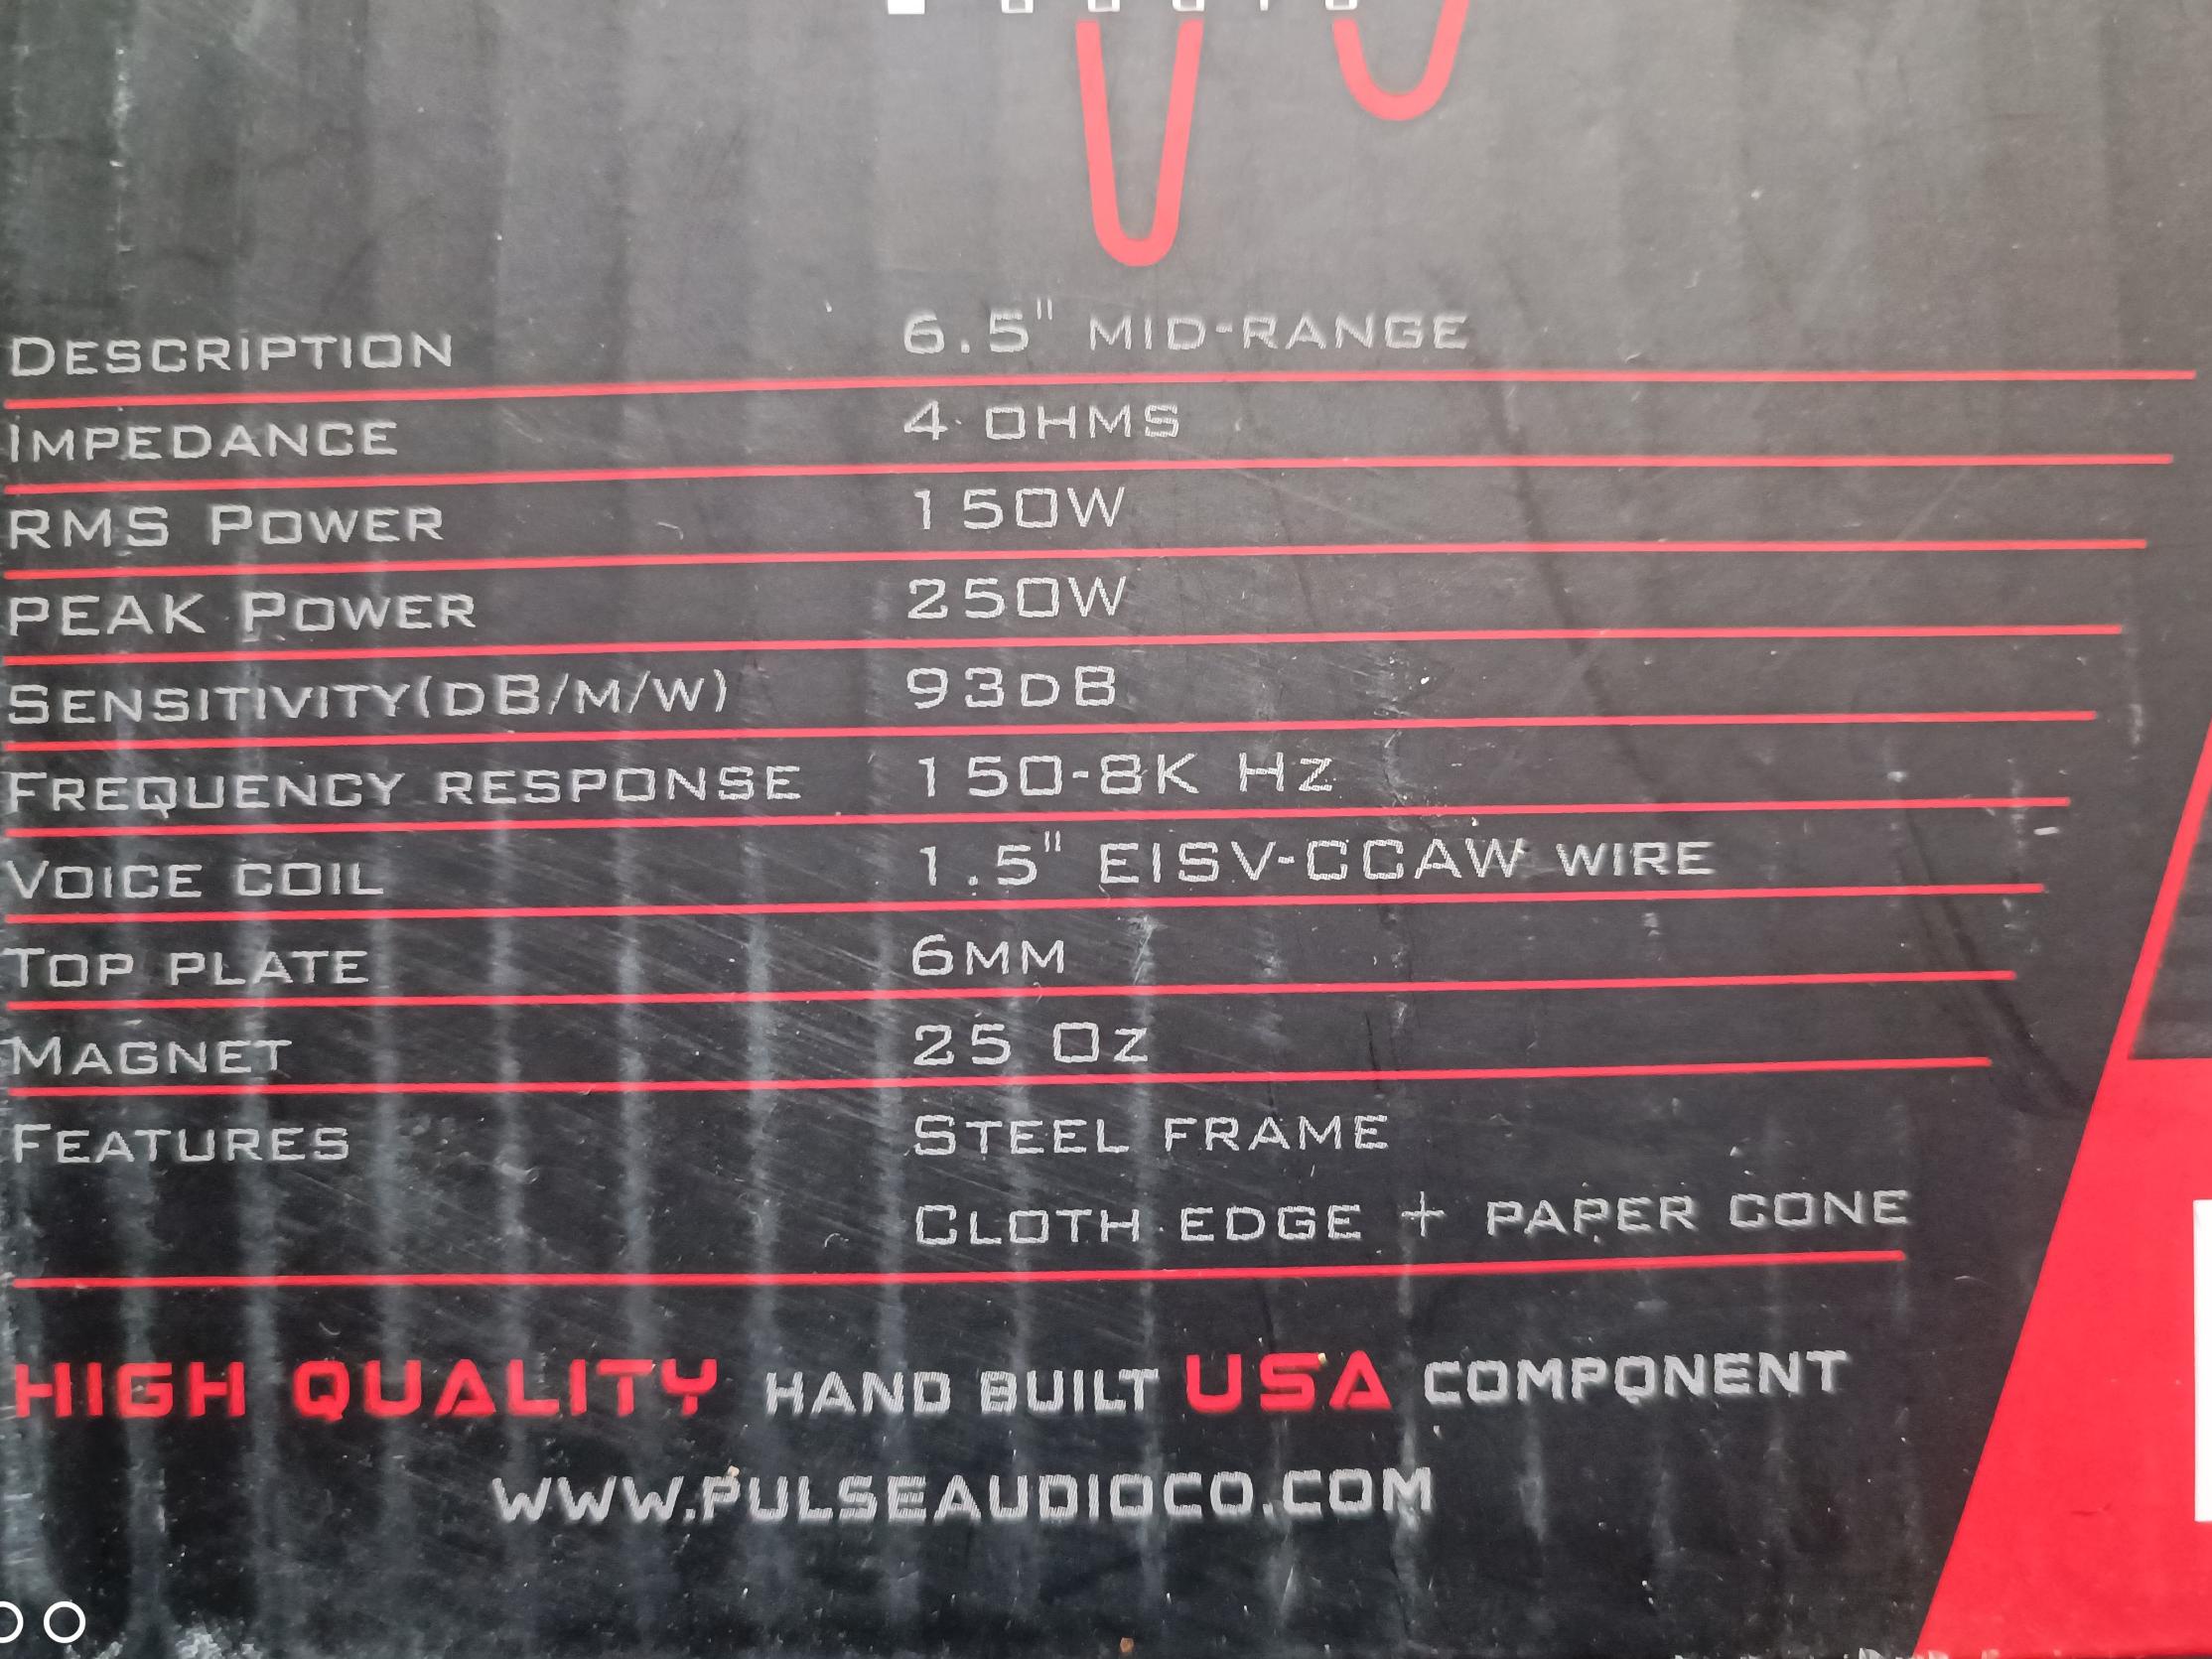 DESCRIPTION 6.5" MID-RANGE
IMPEDANCE 4 OHMS
RMS POWER 150W
PEAK POWER 250W
SENSITIVITY(DB/M/W) 93DB
FREQUENCY RESPONSE 150-8K HZ
VOICE COIL 1.5" EISV-CCAW WIRE
TOP PLATE 6MM
MAGNET 25 OZ
FEATURES STEEL FRAME
CLOTH EDGE + PAPER CONE
HIGH QUALITY HAND BUILT USA COMPONENT
WWW.PULSEAUDIOCO.COM